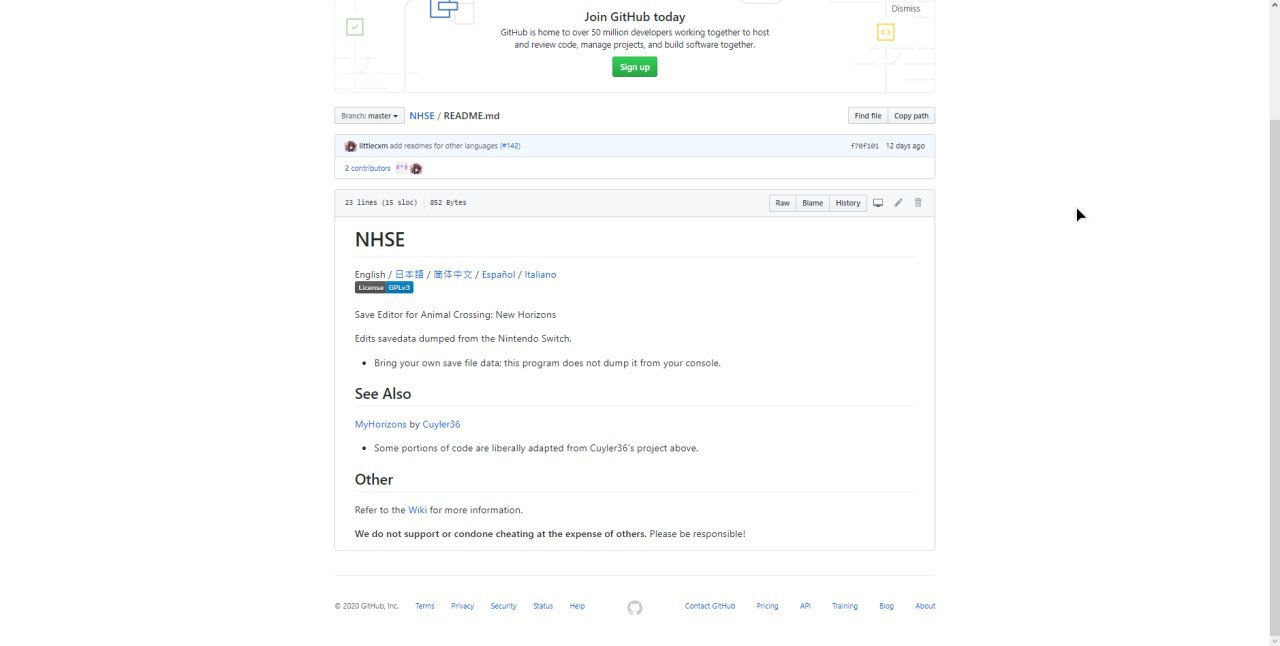 Join GitHub today
Dismiss
GitHub is home to over 50 million developers working together to host
and review code, manage projects, and build software together.
Sign up
Branch: master NHSE / README.md Find file Copy path
littlecxm add readmes for other languages (#142) f70f101 12 days ago
2 contributors
23 lines (15 sloc) 852 Bytes Raw Blame History
NHSE
English / 日本語 / 简体中文 / Español / Italiano
License GPLv3
Save Editor for Animal Crossing: New Horizons
Edits savedata dumped from the Nintendo Switch.
• Bring your own save file data; this program does not dump it from your console.
See Also
MyHorizons by Cuyler36
• Some portions of code are liberally adapted from Cuyler36's project above.
Other
Refer to the Wiki for more information.
We do not support or condone cheating at the expense of others. Please be responsible!
© 2020 GitHub, Inc. Terms Privacy Security Status Help Contact GitHub Pricing API Training Blog About